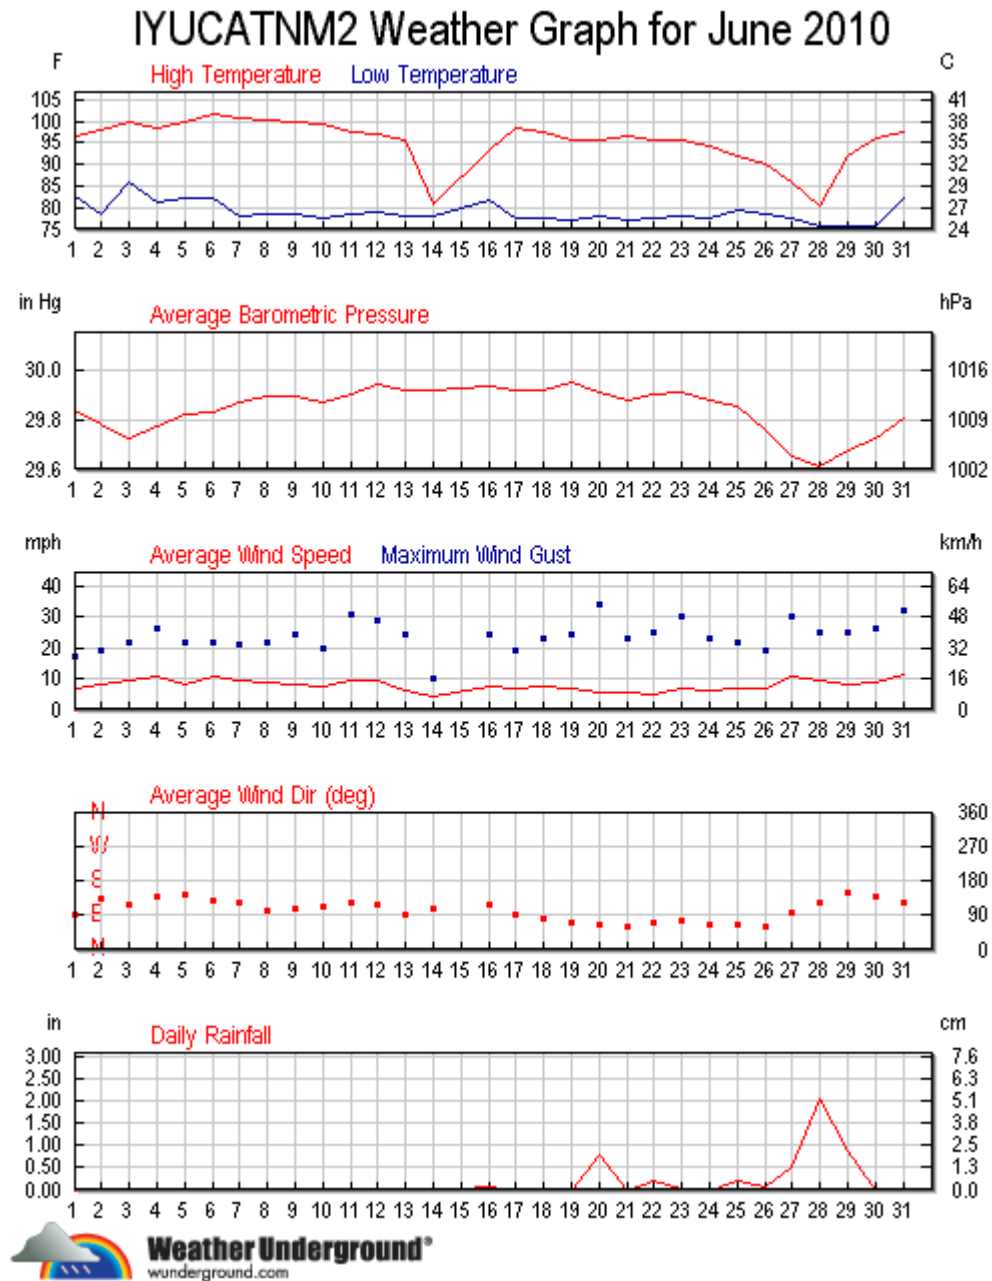 IYUCATNM2 Weather Graph for June 2010
F C
High Temperature Low Temperature
105 41
100 38
95 35
90 32
85 29
80 27
75 24
1 2 3 4 5 6 7 8 9 10 11 12 13 14 15 16 17 18 19 20 21 22 23 24 25 26 27 28 29 30 31
in Hg hPa
Average Barometric Pressure
30.0 1016
29.8 1009
29.6 1002
1 2 3 4 5 6 7 8 9 10 11 12 13 14 15 16 17 18 19 20 21 22 23 24 25 26 27 28 29 30 31
mph km/h
Average Wind Speed Maximum Wind Gust
40 64
30 48
20 32
10 16
0 0
1 2 3 4 5 6 7 8 9 10 11 12 13 14 15 16 17 18 19 20 21 22 23 24 25 26 27 28 29 30 31
Average Wind Dir (deg)
N 360
W 270
S 180
E 90
N 0
1 2 3 4 5 6 7 8 9 10 11 12 13 14 15 16 17 18 19 20 21 22 23 24 25 26 27 28 29 30 31
in cm
Daily Rainfall
3.00 7.6
2.50 6.3
2.00 5.1
1.50 3.8
1.00 2.5
0.50 1.3
0.00 0.0
1 2 3 4 5 6 7 8 9 10 11 12 13 14 15 16 17 18 19 20 21 22 23 24 25 26 27 28 29 30 31
Weather Underground®
wunderground.com